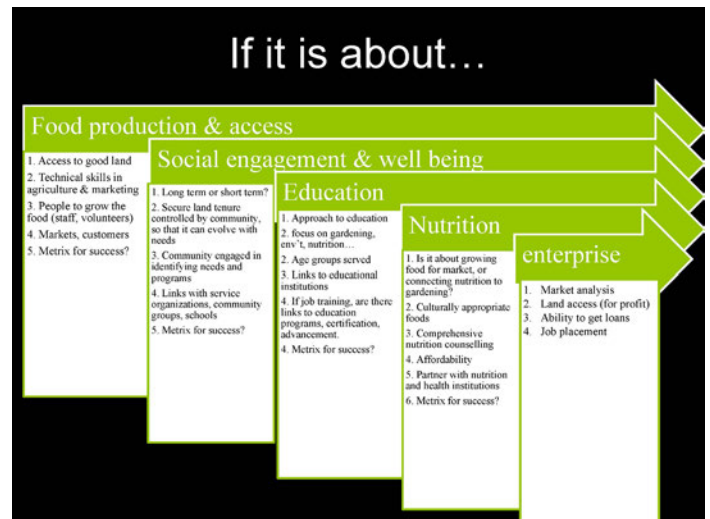 If it is about…
Food production & access
1. Access to good land
2. Technical skills in
agriculture & marketing
3. People to grow the
food (staff, volunteers)
4. Markets, customers
5. Metrix for success?
Social engagement & well being
1. Long term or short term?
2. Secure land tenure
controlled by community,
so that it can evolve with
needs
3. Community engaged in
identifying needs and
programs
4. Links with service
organizations, community
groups, schools
5. Metrix for success?
Education
1. Approach to education
2. focus on gardening,
env't, nutrition…
2. Age groups served
3. Links to educational
institutions
4. If job training, are there
links to education
programs, certification,
advancement.
4. Metrix for success?
Nutrition
1. Is it about growing
food for market, or
connecting nutrition to
gardening?
2. Culturally appropriate
foods
3. Comprehensive
nutrition counselling
4. Affordability
5. Partner with nutrition
and health institutions
6. Metrix for success?
enterprise
1. Market analysis
2. Land access (for profit)
3. Ability to get loans
4. Job placement